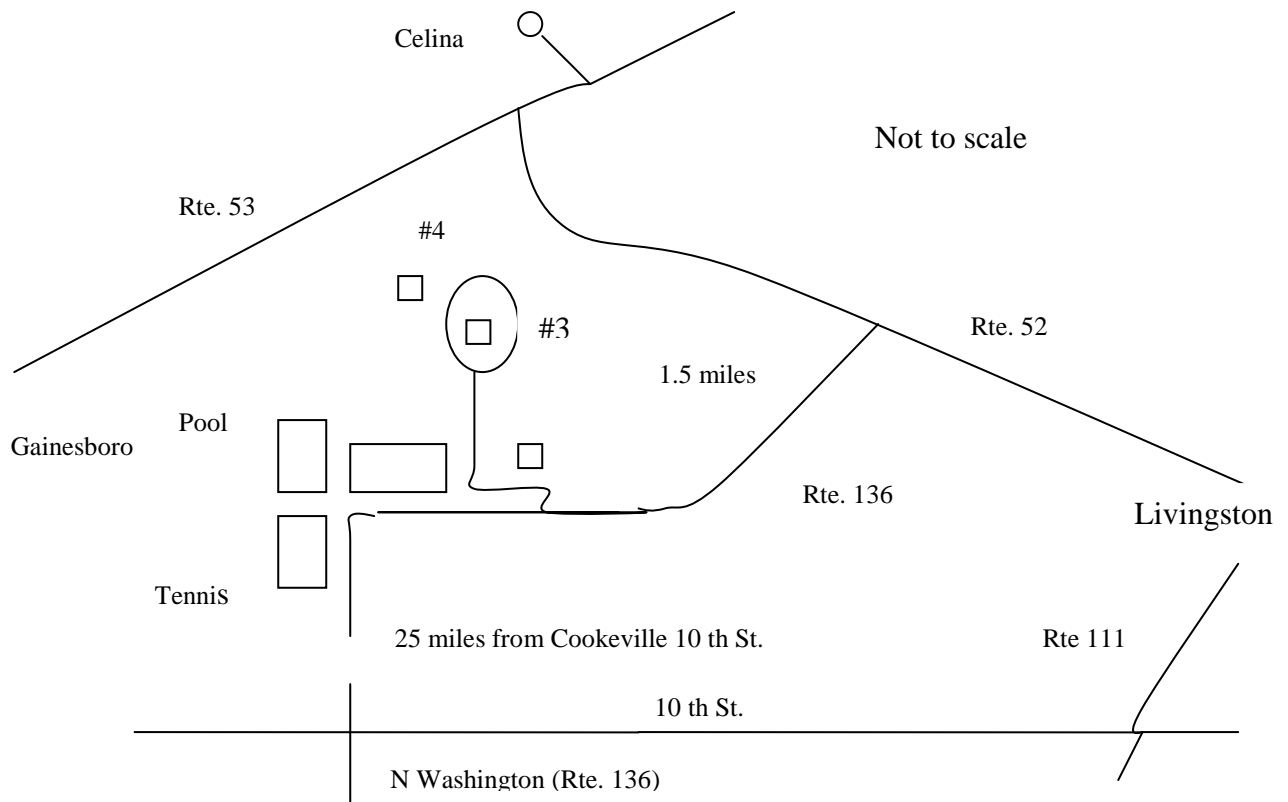 Celina
Not to scale
Rte. 53
#4
#3
Rte. 52
1.5 miles
Pool
Gainesboro
Rte. 136
Livingston
Tennis
25 miles from Cookeville 10 th St.
Rte 111
10 th St.
N Washington (Rte. 136)